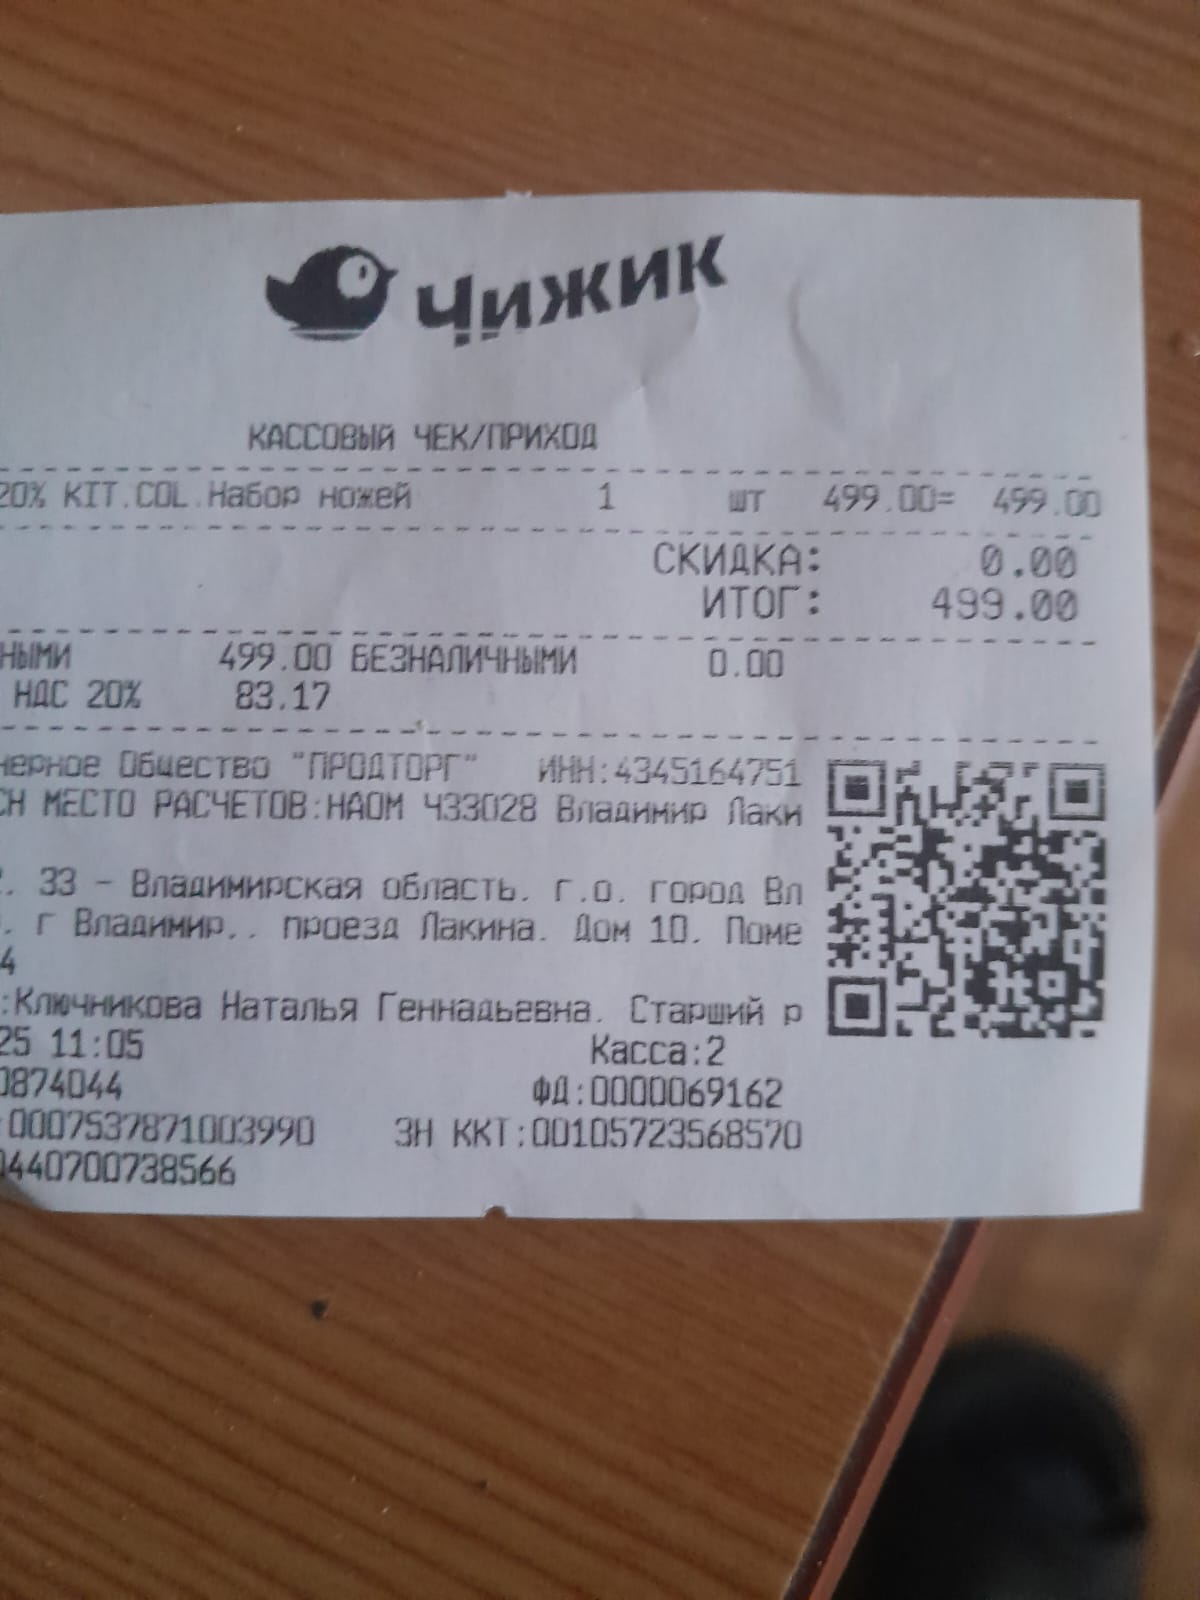 Чижик
КАССОВЫЙ ЧЕК/ПРИХОД
20% KIT.COL.Набор ножей 1 шт 499.00= 499.00
СКИДКА: 0.00
ИТОГ: 499.00
НЫМИ 499.00 БЕЗНАЛИЧНЫМИ 0.00
НДС 20% 83.17
нерное Общество "ПРОДТОРГ" ИНН:4345164751
СН МЕСТО РАСЧЕТОВ:НАОМ Ч33028 Владимир Лаки
. 33 - Владимирская область. г.о. город Вл
. г Владимир.. проезд Лакина. Дом 10. Поме
4
:Ключникова Наталья Геннадьевна. Старший р
25 11:05 Касса:2
0874044 ФД:0000069162
:0007537871003990 ЗН ККТ:00105723568570
0440700738566